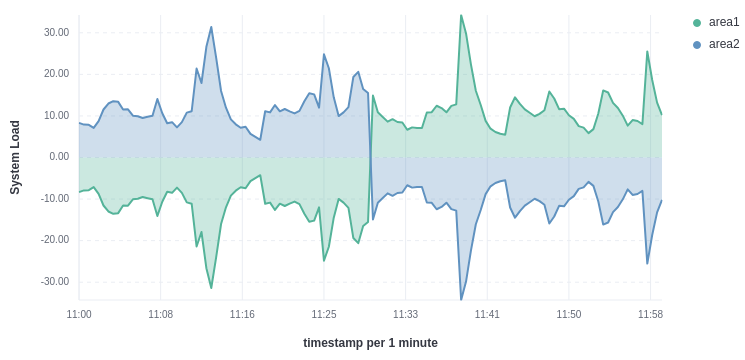 area1
area2
System Load
30.00
20.00
10.00
0.00
-10.00
-20.00
-30.00
11:00 11:08 11:16 11:25 11:33 11:41 11:50 11:58
timestamp per 1 minute